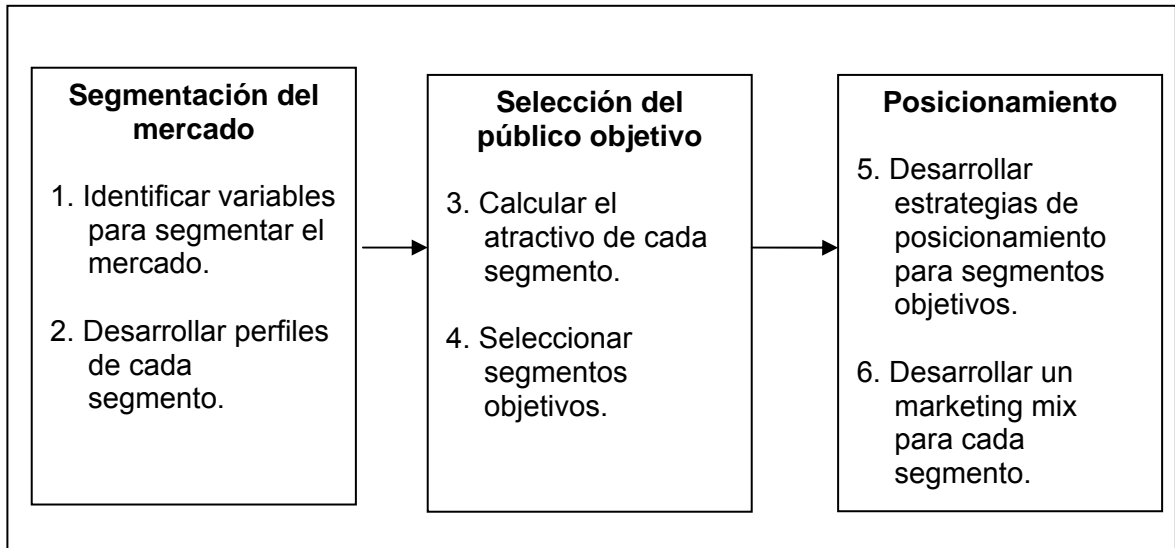 Segmentación del
mercado
1. Identificar variables
para segmentar el
mercado.
2. Desarrollar perfiles
de cada
segmento.
Selección del
público objetivo
3. Calcular el
atractivo de cada
segmento.
4. Seleccionar
segmentos
objetivos.
Posicionamiento
5. Desarrollar
estrategias de
posicionamiento
para segmentos
objetivos.
6. Desarrollar un
marketing mix
para cada
segmento.